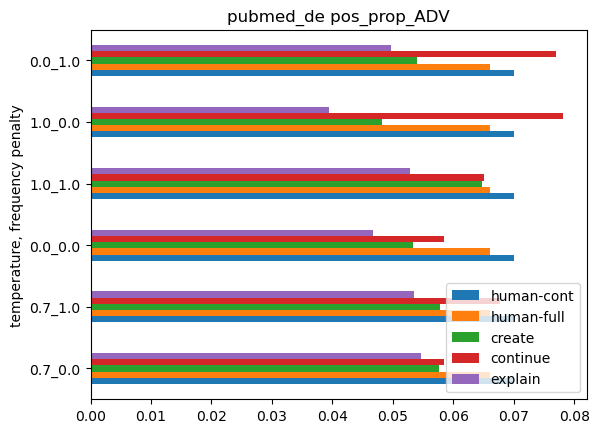 pubmed_de pos_prop_ADV
temperature, frequency penalty
0.0_1.0
1.0_0.0
1.0_1.0
0.0_0.0
0.7_1.0
0.7_0.0
human-cont
human-full
create
continue
explain
0.00 0.01 0.02 0.03 0.04 0.05 0.06 0.07 0.08